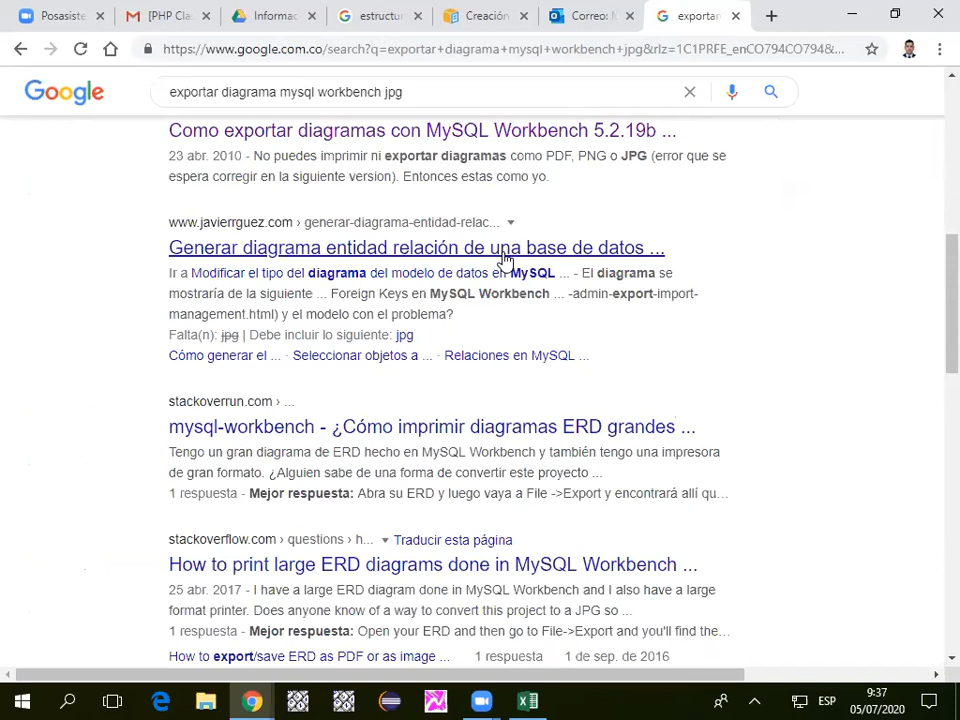 Posasiste
[PHP Cla
Informac
estructur
Creación
Correo: M
exportar
https://www.google.com.co/search?q=exportar+diagrama+mysql+workbench+jpg&rlz=1C1PRFE_enCO794CO794&...
Google
exportar diagrama mysql workbench jpg
Como exportar diagramas con MySQL Workbench 5.2.19b ...
23 abr. 2010 - No puedes imprimir ni exportar diagramas como PDF, PNG o JPG (error que se
espera corregir en la siguiente version). Entonces estas como yo.
www.javierrguez.com › generar-diagrama-entidad-relac...
Generar diagrama entidad relación de una base de datos ...
Ir a Modificar el tipo del diagrama del modelo de datos en MySQL ... - El diagrama se
mostraría de la siguiente ... Foreign Keys en MySQL Workbench ... -admin-export-import-
management.html) y el modelo con el problema?
Falta(n): jpg | Debe incluir lo siguiente: jpg
Cómo generar el ... · Seleccionar objetos a ... · Relaciones en MySQL ...
stackoverrun.com › ...
mysql-workbench - ¿Cómo imprimir diagramas ERD grandes ...
Tengo un gran diagrama de ERD hecho en MySQL Workbench y también tengo una impresora
de gran formato. ¿Alguien sabe de una forma de convertir este proyecto ...
1 respuesta - Mejor respuesta: Abra su ERD y luego vaya a File ->Export y encontrará allí qu...
stackoverflow.com › questions › h... Traducir esta página
How to print large ERD diagrams done in MySQL Workbench ...
25 abr. 2017 - I have a large ERD diagram done in MySQL Workbench and I also have a large
format printer. Does anyone know of a way to convert this project to a JPG so ...
1 respuesta - Mejor respuesta: Open your ERD and then go to File->Export and you'll find the...
How to export/save ERD as PDF or as image ... 1 respuesta 1 de sep. de 2016
ESP
9:37
05/07/2020